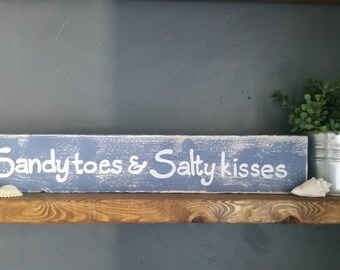 Sandy toes & Salty kisses